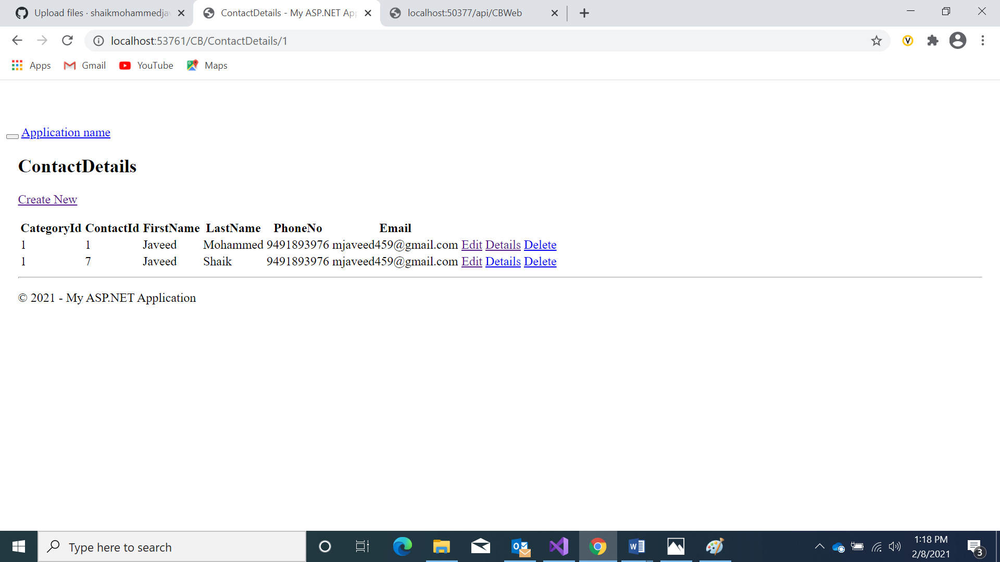 Upload files · shaikmohammedja
ContactDetails - My ASP.NET Ap
localhost:50377/api/CBWeb
localhost:53761/CB/ContactDetails/1
Apps Gmail YouTube Maps
Application name
ContactDetails
Create New
CategoryId ContactId FirstName LastName PhoneNo Email
1 1 Javeed Mohammed 9491893976 mjaveed459@gmail.com Edit Details Delete
1 7 Javeed Shaik 9491893976 mjaveed459@gmail.com Edit Details Delete
© 2021 - My ASP.NET Application
Type here to search
1:18 PM
2/8/2021
3